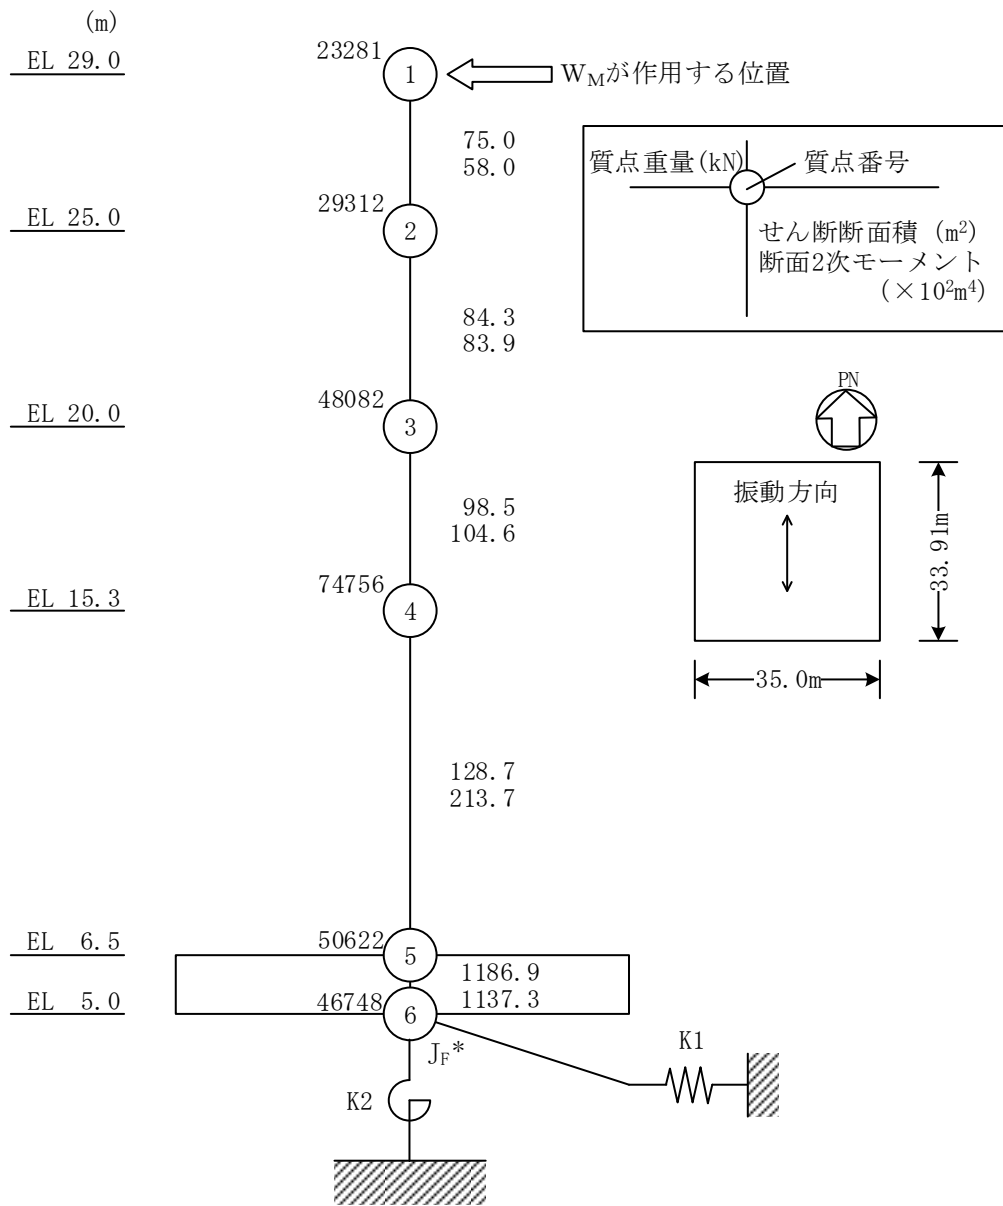 (m)
EL 29.0
23281
1
W_Mが作用する位置
75.0
58.0
質点重量(kN)
質点番号
せん断断面積 (m²)
断面2次モーメント
(×10²m⁴)
EL 25.0
29312
2
84.3
83.9
PN
EL 20.0
48082
3
振動方向
33.91m
35.0m
98.5
104.6
EL 15.3
74756
4
128.7
213.7
EL 6.5
50622
5
1186.9
1137.3
EL 5.0
46748
6
J_F*
K1
K2